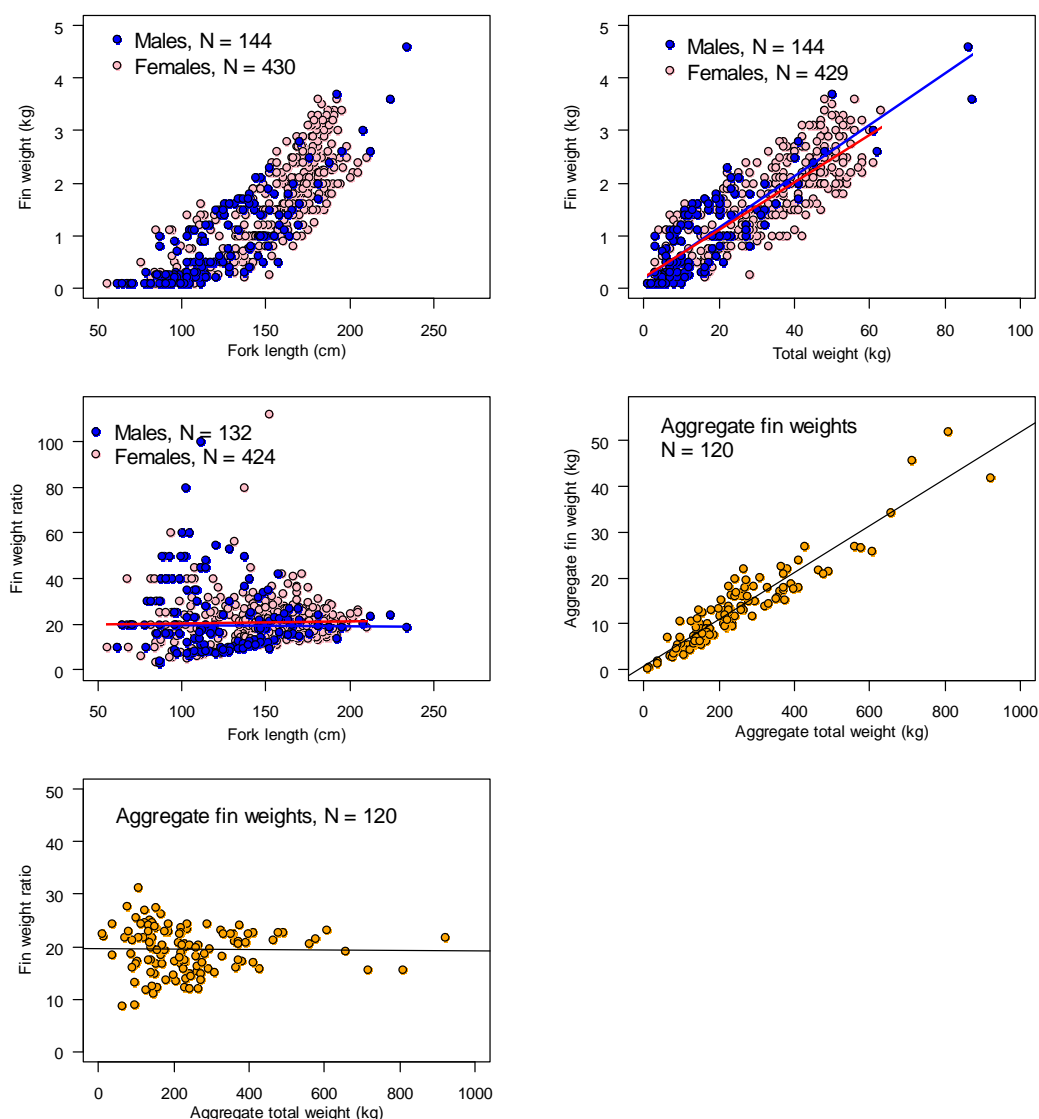 5
4
3
2
1
0
Fin weight (kg)
Males, N = 144
Females, N = 430
50 100 150 200 250
Fork length (cm)
5
4
3
2
1
0
Fin weight (kg)
Males, N = 144
Females, N = 429
0 20 40 60 80 100
Total weight (kg)
100
80
60
40
20
0
Fin weight ratio
Males, N = 132
Females, N = 424
50 100 150 200 250
Fork length (cm)
50
40
30
20
10
0
Aggregate fin weight (kg)
Aggregate fin weights
N = 120
0 200 400 600 800 1000
Aggregate total weight (kg)
50
40
30
20
10
0
Fin weight ratio
Aggregate fin weights, N = 120
0 200 400 600 800 1000
Aggregate total weight (kg)